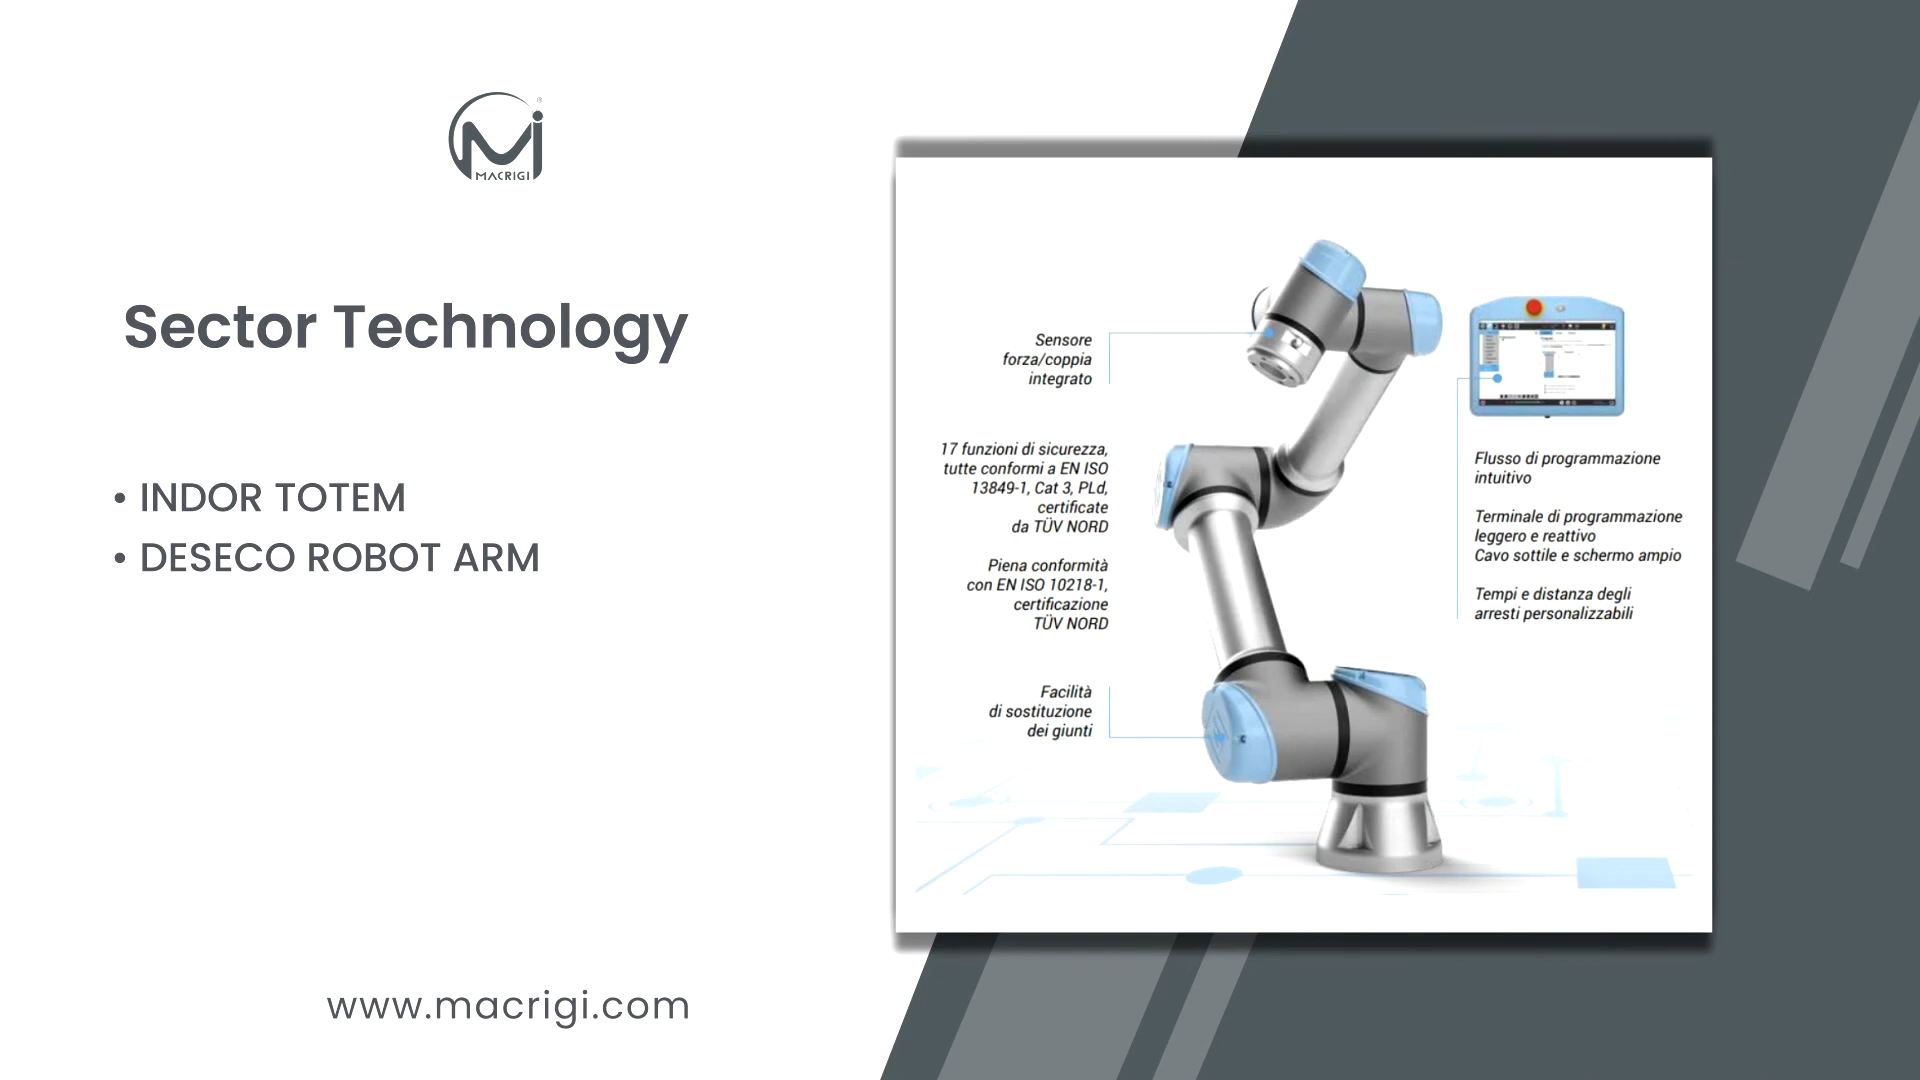 MACRIGI
Sector Technology
• INDOR TOTEM
• DESECO ROBOT ARM
www.macrigi.com
Sensore
forza/coppia
integrato
17 funzioni di sicurezza,
tutte conformi a EN ISO
13849-1, Cat 3, PLd,
certificate
da TÜV NORD
Piena conformità
con EN ISO 10218-1,
certificazione
TÜV NORD
Facilità
di sostituzione
dei giunti
Flusso di programmazione
intuitivo
Terminale di programmazione
leggero e reattivo
Cavo sottile e schermo ampio
Tempi e distanza degli
arresti personalizzabili